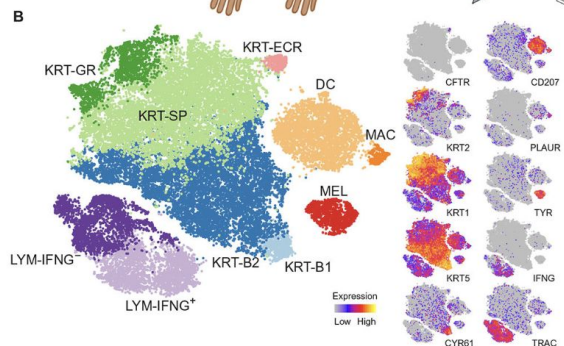 B
KRT-ECR
KRT-GR
DC
KRT-SP
MAC
MEL
LYM-IFNG⁻
KRT-B2
KRT-B1
LYM-IFNG⁺
Expression
Low High
CFTR
CD207
KRT2
PLAUR
KRT1
TYR
KRT5
IFNG
CYR61
TRAC